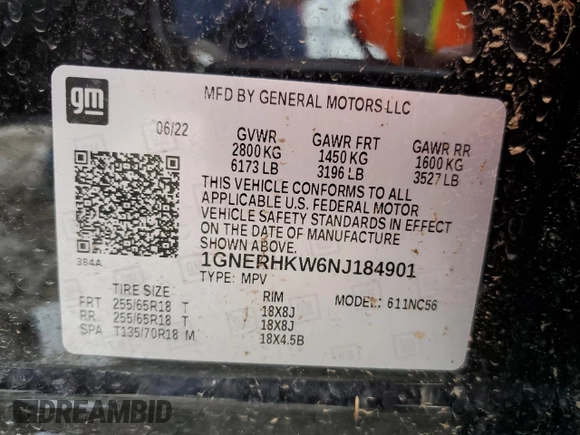 gm
MFD BY GENERAL MOTORS LLC
06/22
GVWR GAWR FRT GAWR RR
2800 KG 1450 KG 1600 KG
6173 LB 3196 LB 3527 LB
THIS VEHICLE CONFORMS TO ALL
APPLICABLE U.S. FEDERAL MOTOR
VEHICLE SAFETY STANDARDS IN EFFECT
ON THE DATE OF MANUFACTURE
SHOWN ABOVE.
384A
1GNERHKW6NJ184901
TYPE: MPV
TIRE SIZE RIM MODEL: 611NC56
FRT 255/65R18 T 18X8J
RR 255/65R18 T 18X8J
SPA T135/70R18 M 18X4.5B
DREAMBID